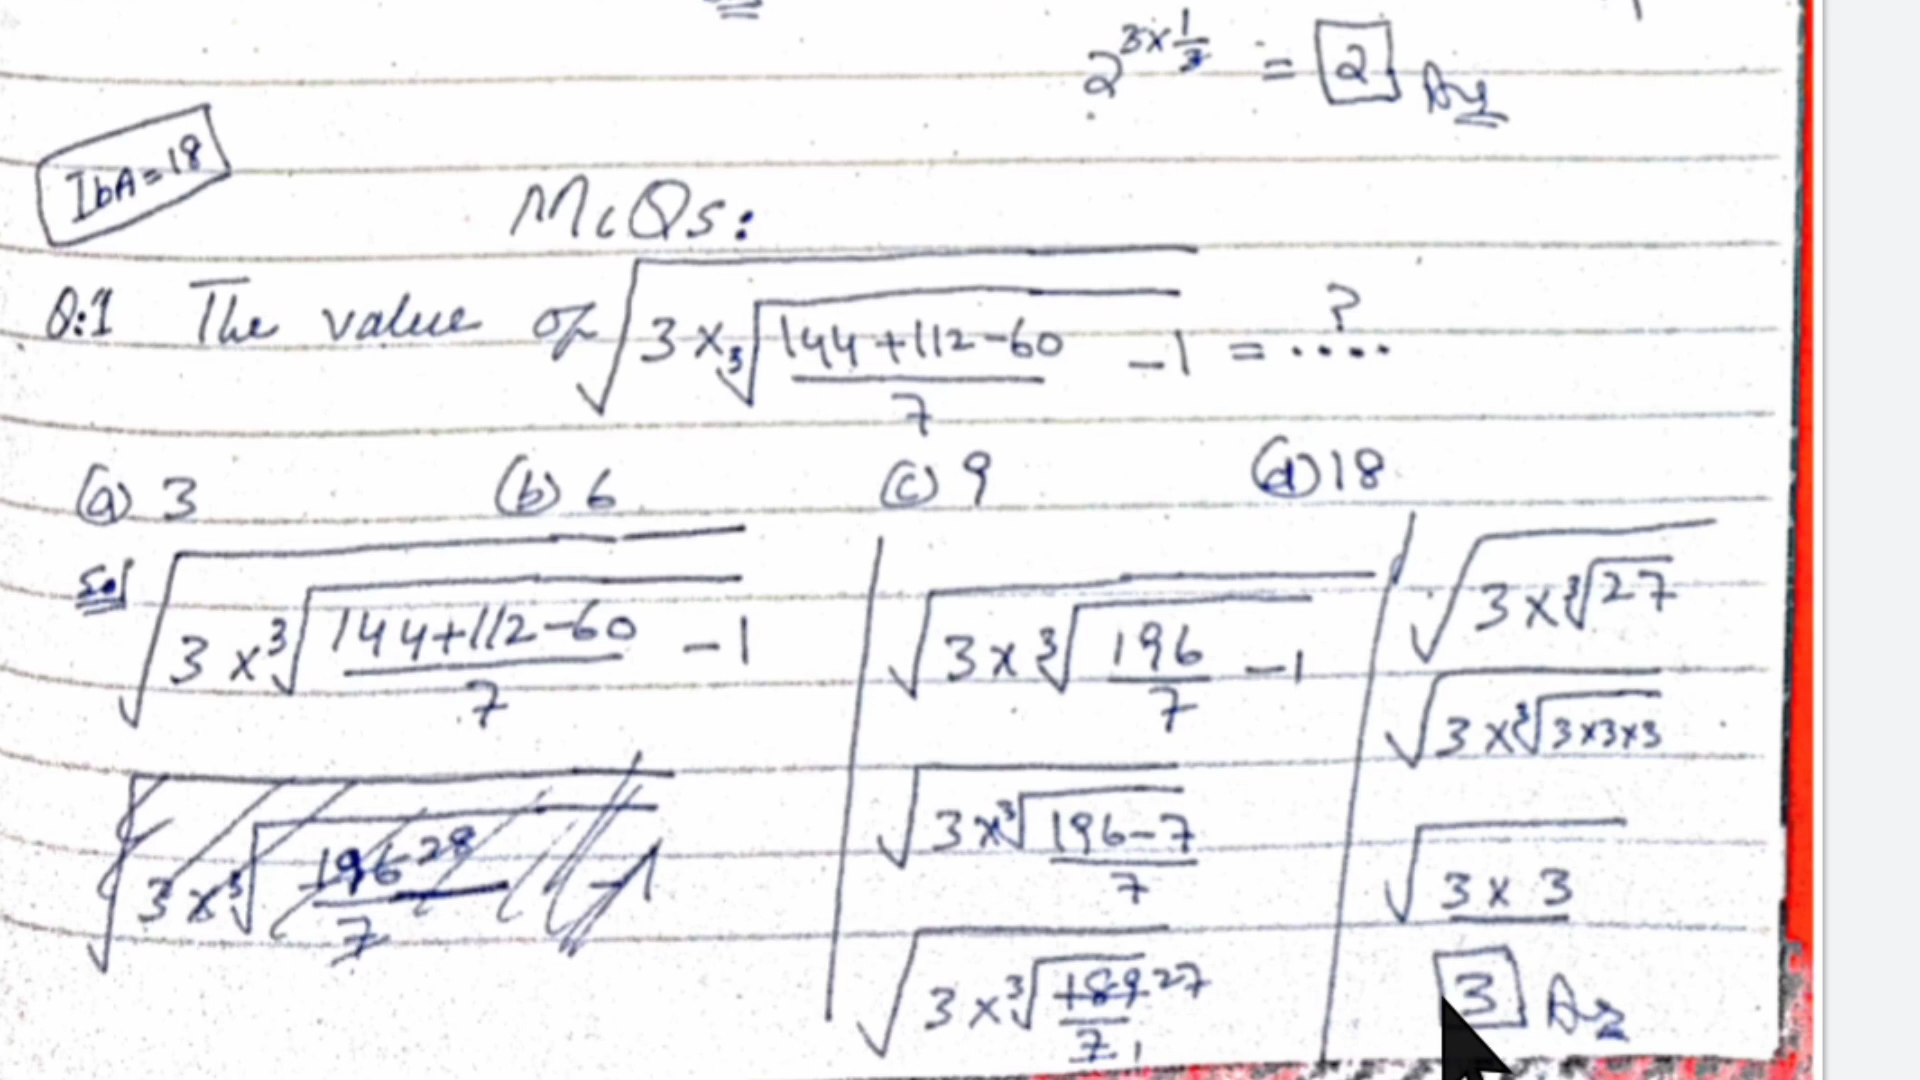 2^(3×1/3) = 2 Ans
IbA=18
McQs:
Q:1 The value of √(3×∛((144+112-60)/7 -1)) = .....?
(a) 3 (b) 6 (c) 9 (d) 18
Sol √(3×∛((144+112-60)/7 -1))
√(3×∛(196/7 -1))
√(3×∛((196-7)/7))
√(3×∛(189/7)) 27 1
√(3×∛27)
√(3×∛(3×3×3))
√(3×3)
3 Ans